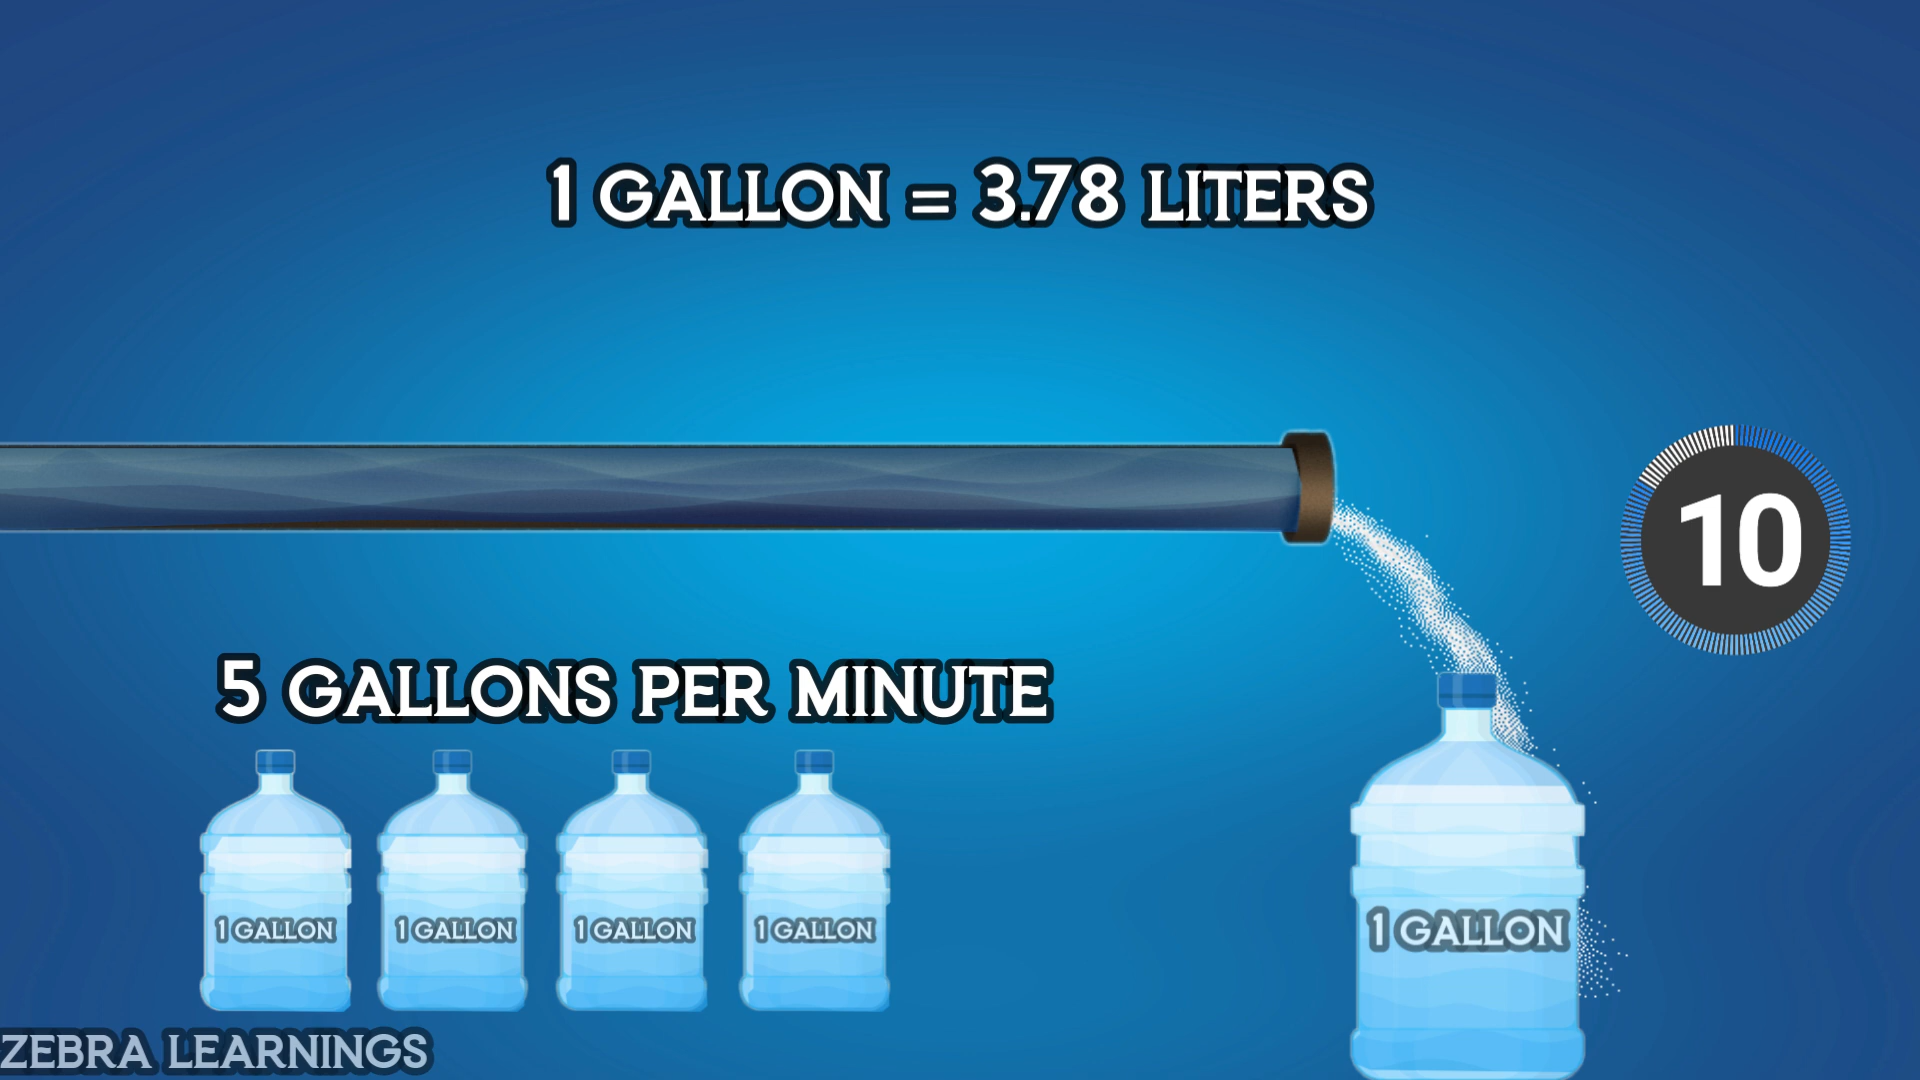 1 GALLON = 3.78 LITERS
10
5 GALLONS PER MINUTE
1 GALLON
1 GALLON
1 GALLON
1 GALLON
1 GALLON
ZEBRA LEARNINGS